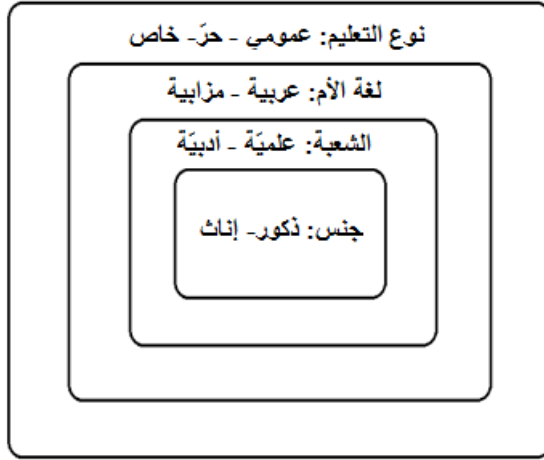 نوع التعليم: عمومي - حرّ- خاص
لغة الأم: عربية - مزابية
الشعبة: علميّة - أدبيّة
جنس: ذكور- إناث